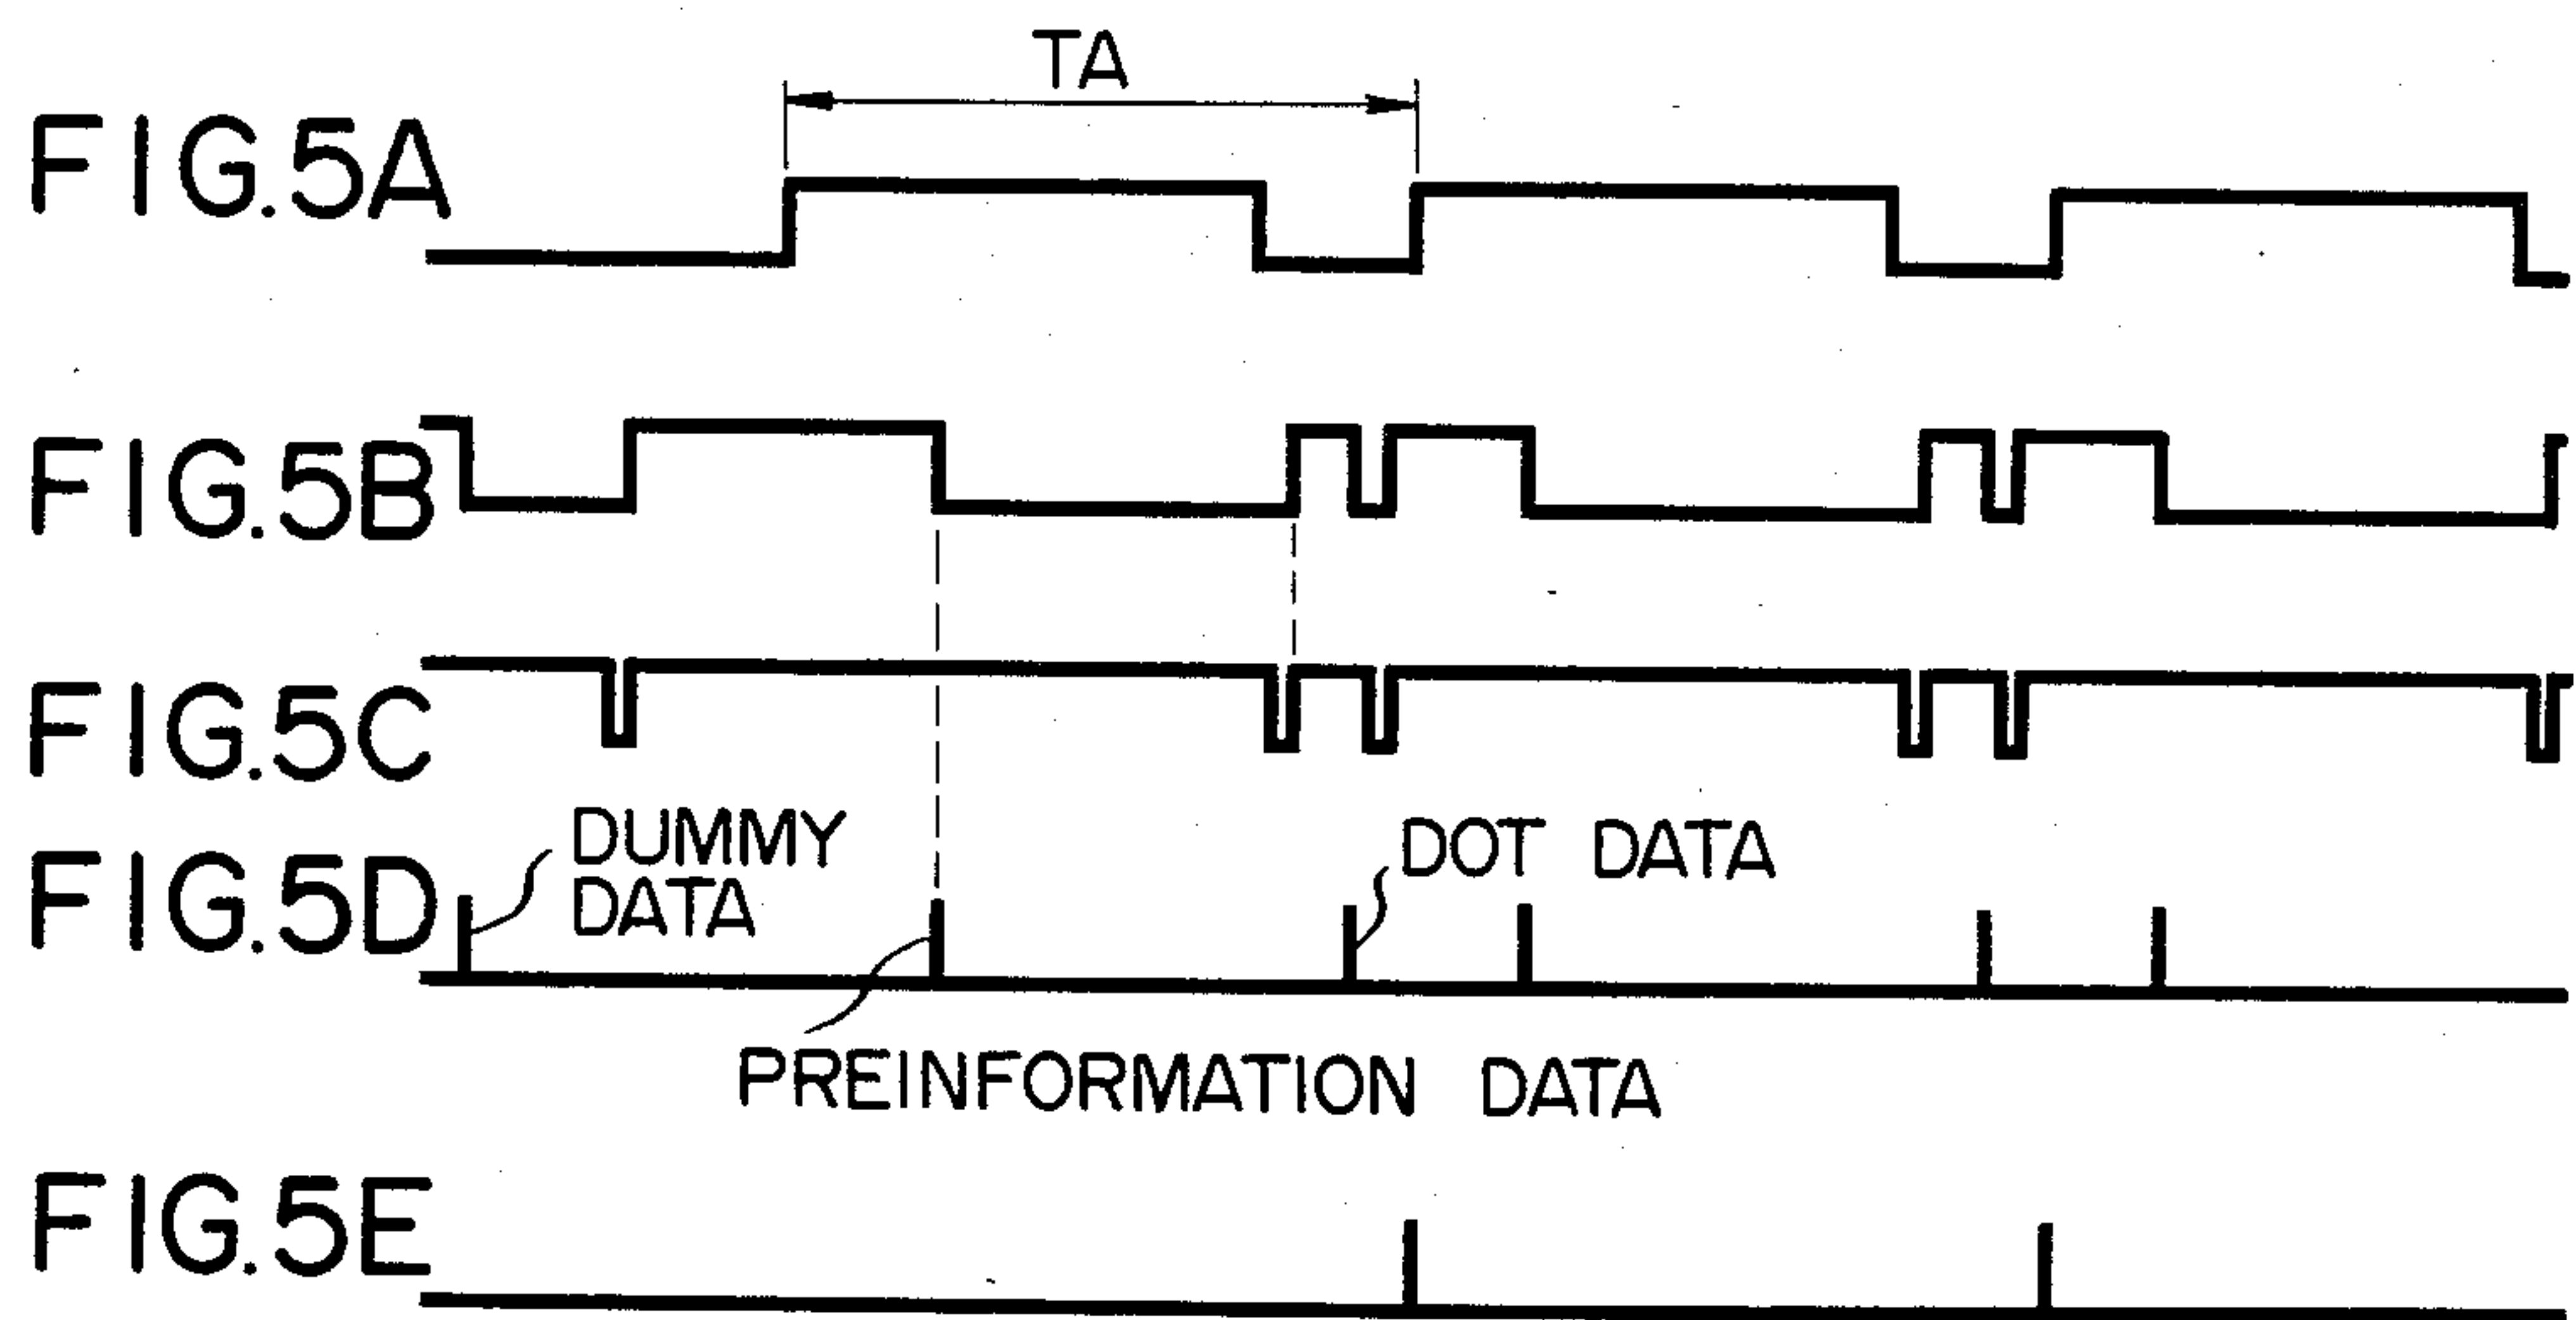 TA
FIG.5A
FIG.5B
FIG.5C
FIG.5D
DUMMY
DATA
DOT DATA
PREINFORMATION DATA
FIG.5E